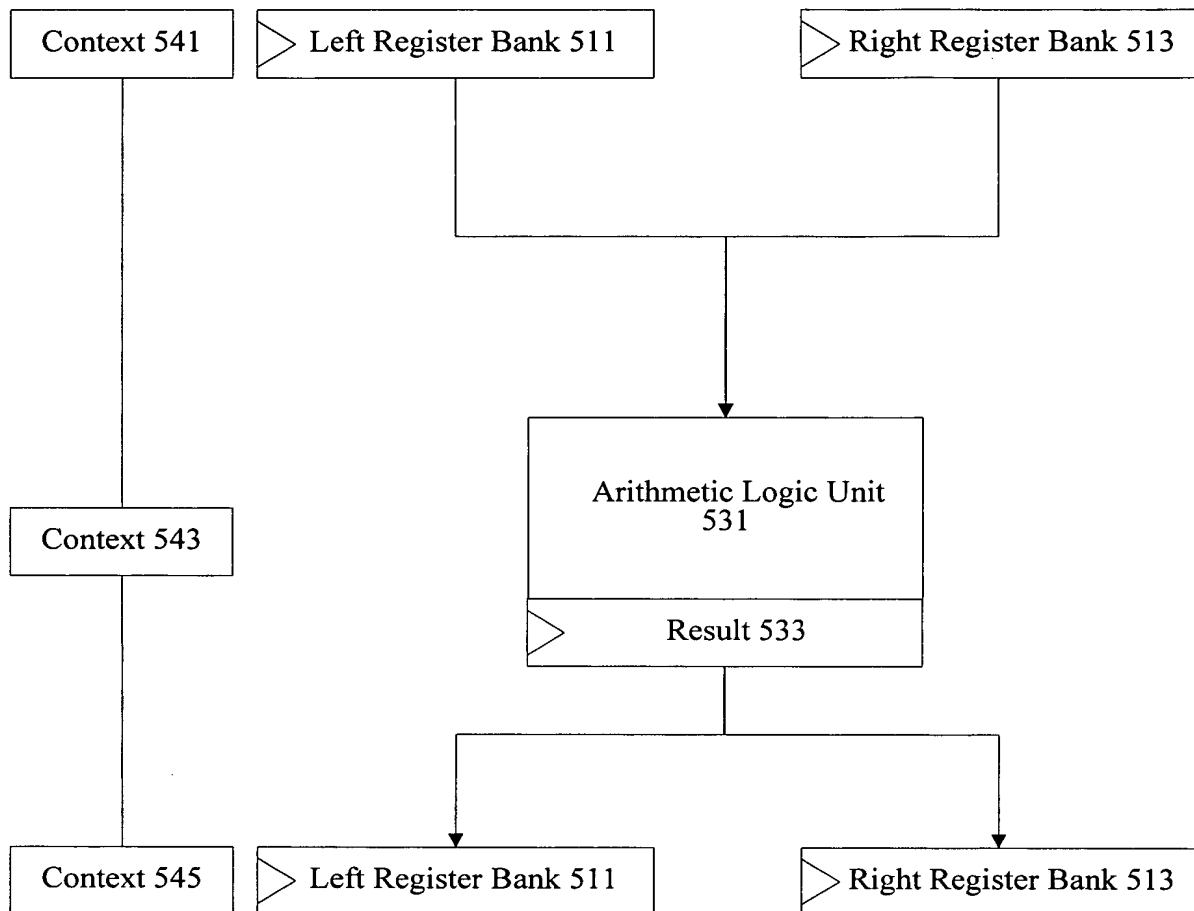 Context 541
Left Register Bank 511
Right Register Bank 513
Arithmetic Logic Unit
531
Context 543
Result 533
Context 545
Left Register Bank 511
Right Register Bank 513